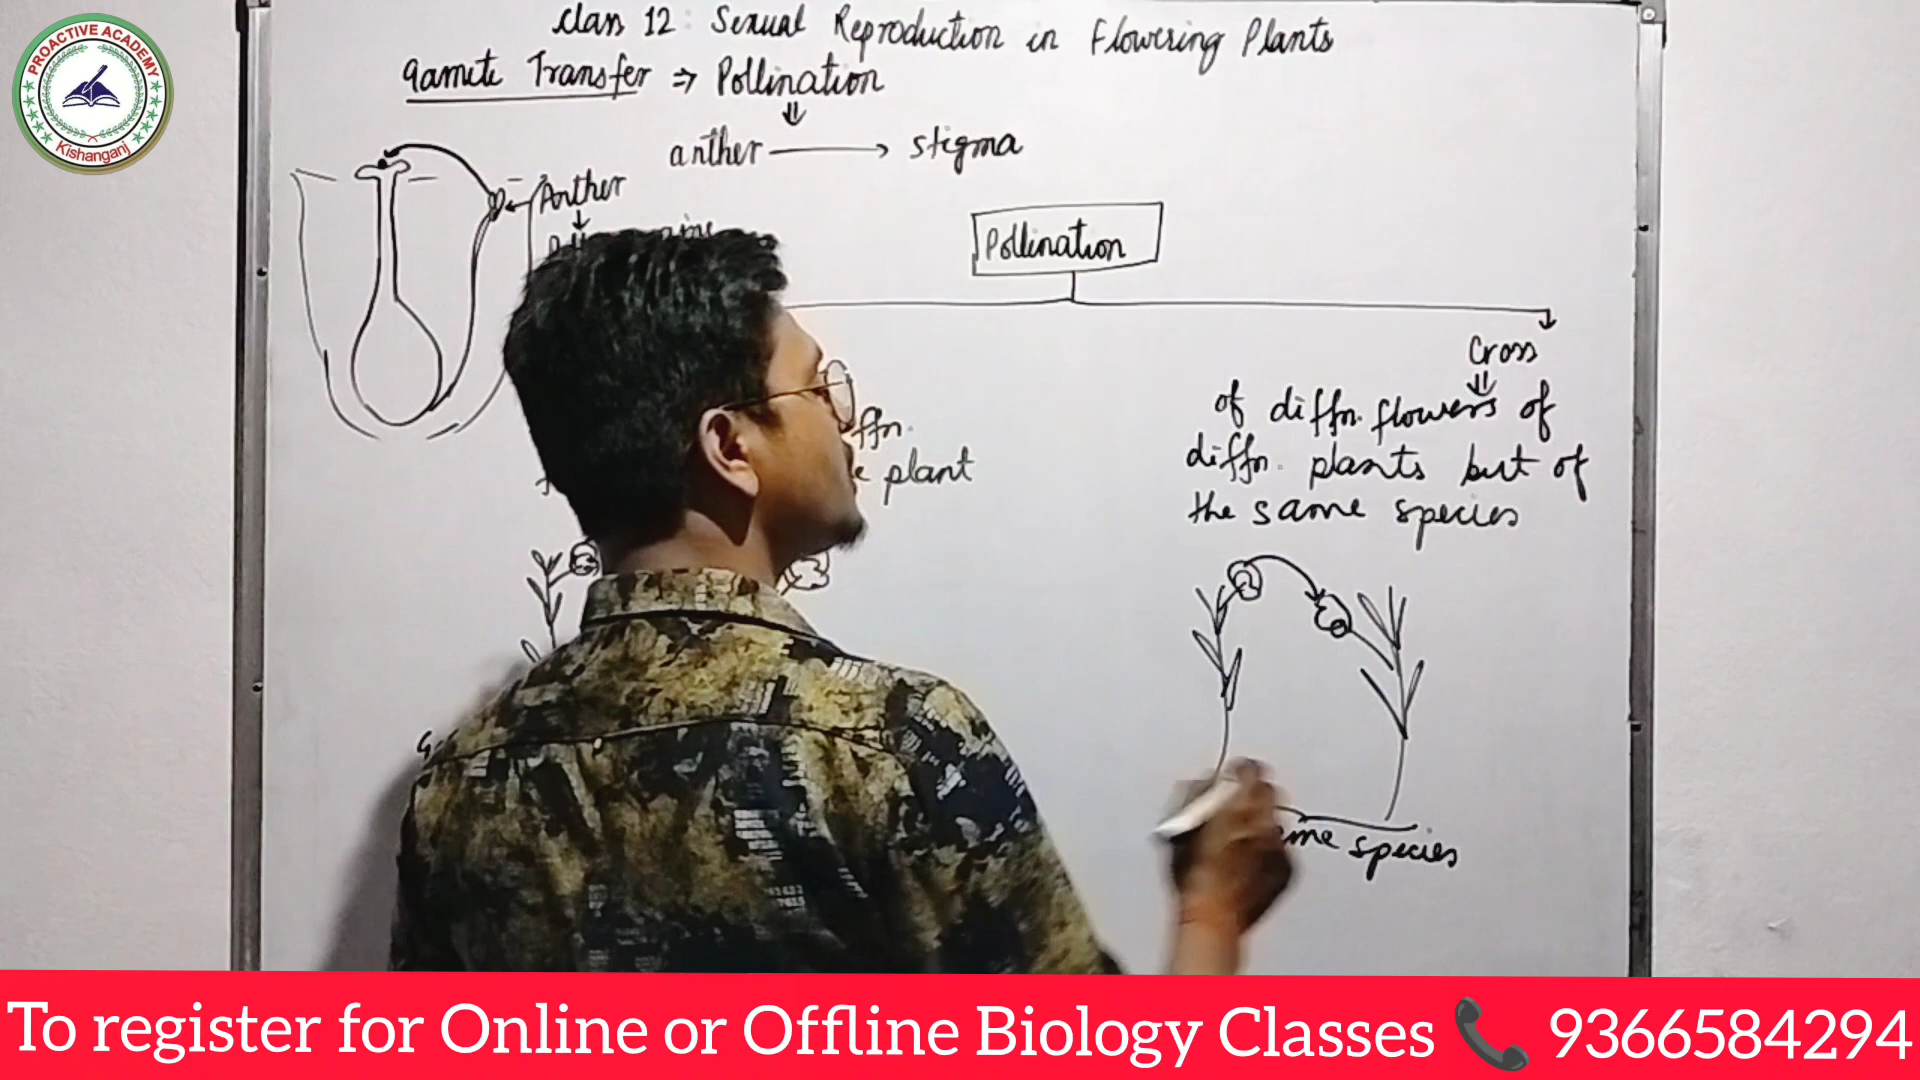 PROACTIVE ACADEMY
Kishanganj
Class 12 : Sexual Reproduction in Flowering Plants
Gamete Transfer ⇒ Pollination
anther → stigma
Anther
Pollination
Cross
of diffn. flowers of
diffn. plants but of
the same species
ffn.
plant
species
To register for Online or Offline Biology Classes 📞 9366584294